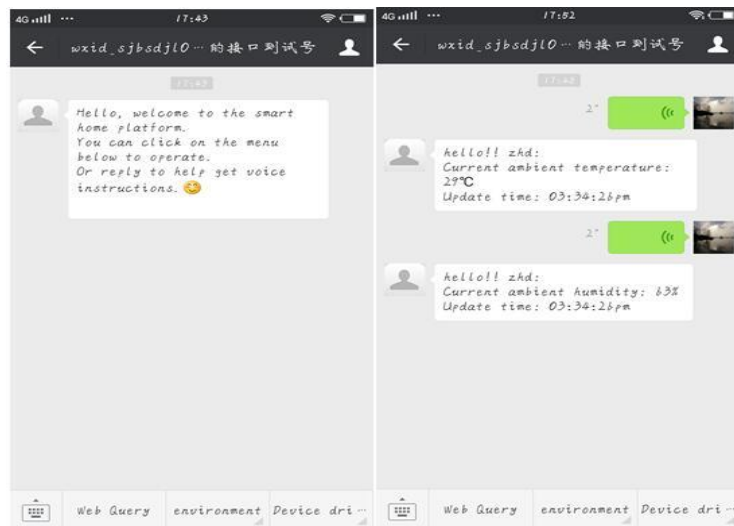 4G 17:43
wxid_sjbsdjl0… 的接口测试号
17:43
Hello, welcome to the smart
home platform.
You can click on the menu
below to operate.
Or reply to help get voice
instructions.
Web Query environment Device dri…
4G 17:52
wxid_sjbsdjl0… 的接口测试号
2"
hello!! zhd:
Current ambient temperature:
29℃
Update time: 03:34:26pm
2"
hello!! zhd:
Current ambient humidity: 63%
Update time: 03:34:26pm
Web Query environment Device dri…